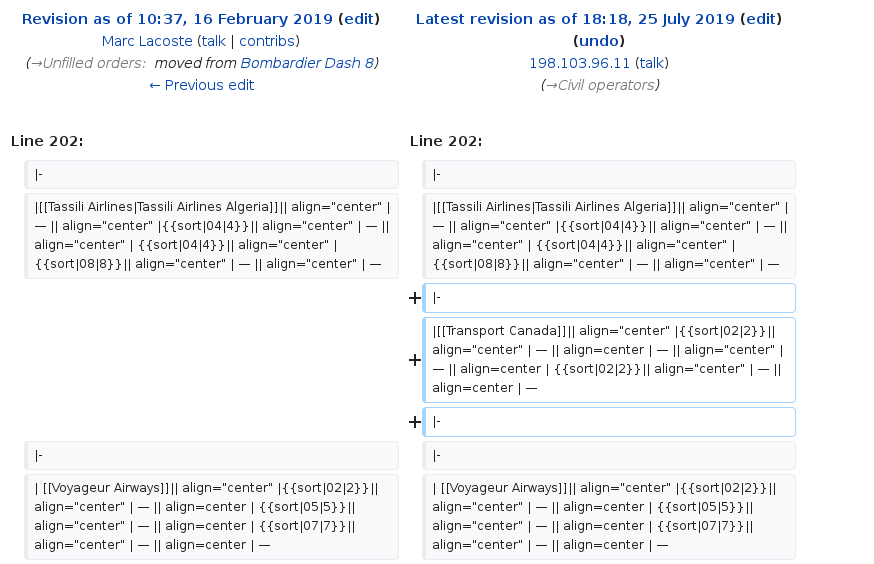 Revision as of 10:37, 16 February 2019 (edit)
Marc Lacoste (talk | contribs)
(→Unfilled orders: moved from Bombardier Dash 8)
← Previous edit
Latest revision as of 18:18, 25 July 2019 (edit)
(undo)
198.103.96.11 (talk)
(→Civil operators)
Line 202:
Line 202:
|-
|-
|[[Tassili Airlines|Tassili Airlines Algeria]]|| align="center" |
— || align="center" |{{sort|04|4}}|| align="center" | — ||
align="center" | {{sort|04|4}}|| align="center" |
{{sort|08|8}}|| align="center" | — || align="center" | —
|[[Tassili Airlines|Tassili Airlines Algeria]]|| align="center" |
— || align="center" |{{sort|04|4}}|| align="center" | — ||
align="center" | {{sort|04|4}}|| align="center" |
{{sort|08|8}}|| align="center" | — || align="center" | —
+ |-
+ |[[Transport Canada]]|| align="center" |{{sort|02|2}}||
align="center" | — || align=center | — || align="center" |
— || align=center | {{sort|02|2}}|| align="center" | — ||
align=center | —
+ |-
|-
|-
| [[Voyageur Airways]]|| align="center" |{{sort|02|2}}||
align="center" | — || align=center | {{sort|05|5}}||
align="center" | — || align=center | {{sort|07|7}}||
align="center" | — || align=center | —
| [[Voyageur Airways]]|| align="center" |{{sort|02|2}}||
align="center" | — || align=center | {{sort|05|5}}||
align="center" | — || align=center | {{sort|07|7}}||
align="center" | — || align=center | —